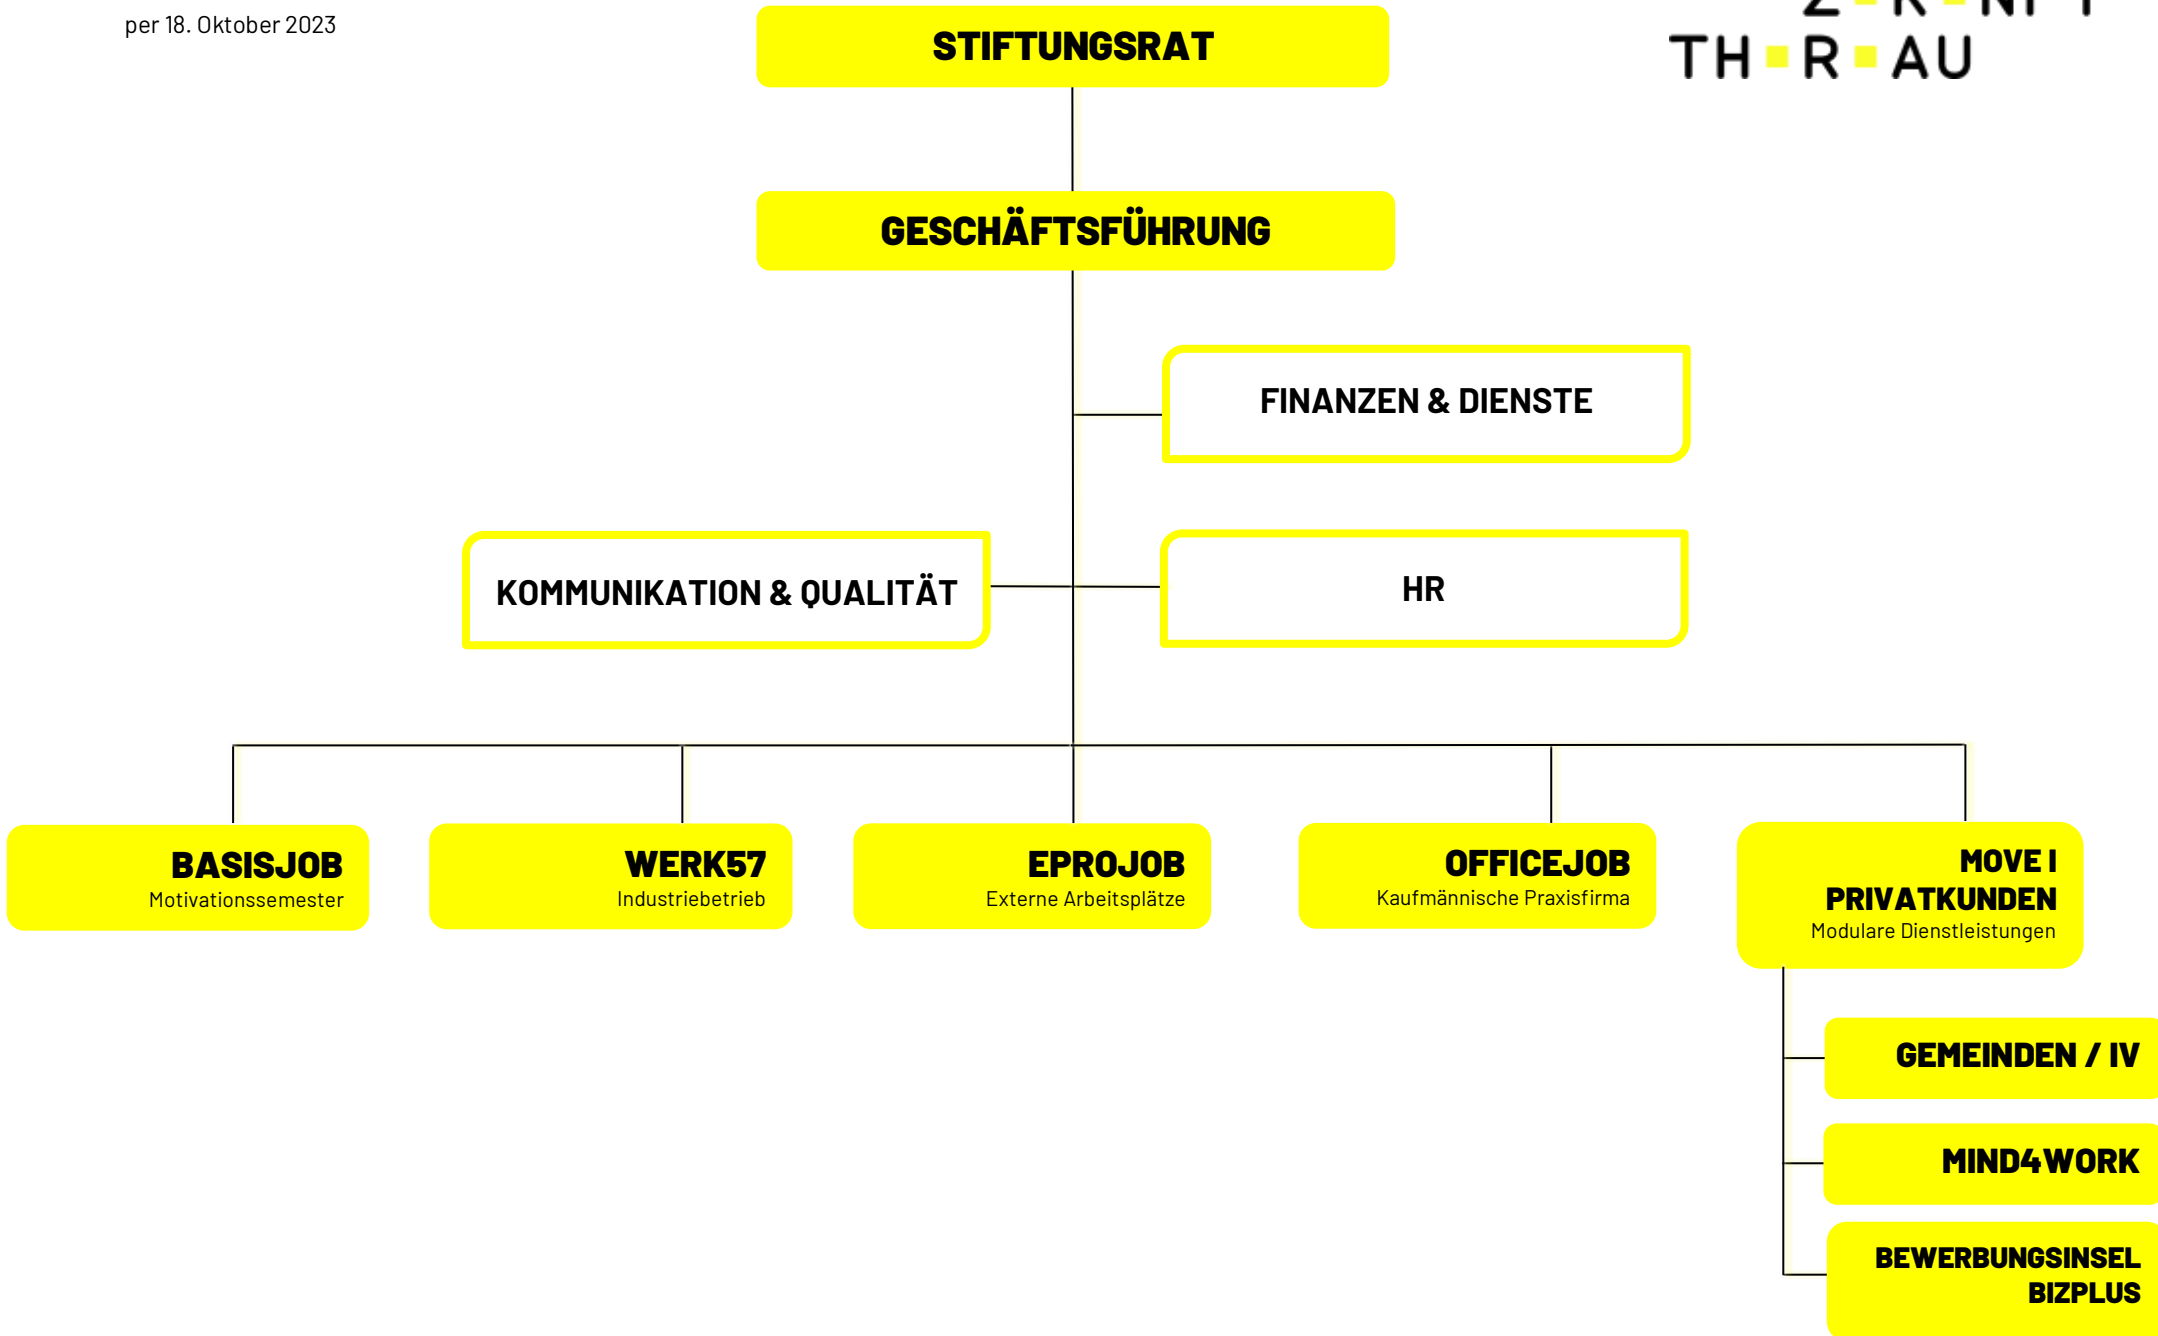 per 18. Oktober 2023
STIFTUNGSRAT
TH▪R▪AU
GESCHÄFTSFÜHRUNG
FINANZEN & DIENSTE
KOMMUNIKATION & QUALITÄT
HR
BASISJOB
Motivationssemester
WERK57
Industriebetrieb
EPROJOB
Externe Arbeitsplätze
OFFICEJOB
Kaufmännische Praxisfirma
MOVE I
PRIVATKUNDEN
Modulare Dienstleistungen
GEMEINDEN / IV
MIND4WORK
BEWERBUNGSINSEL
BIZPLUS